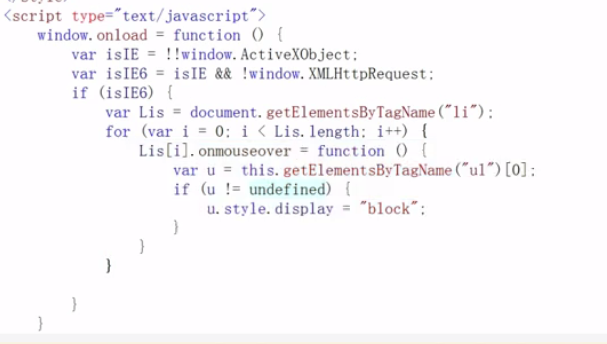 <script type="text/javascript">
window.onload = function () {
var isIE = !!window.ActiveXObject;
var isIE6 = isIE && !window.XMLHttpRequest;
if (isIE6) {
var Lis = document.getElementsByTagName("li");
for (var i = 0; i < Lis.length; i++) {
Lis[i].onmouseover = function () {
var u = this.getElementsByTagName("ul")[0];
if (u != undefined) {
u.style.display = "block";
}
}
}
}
}